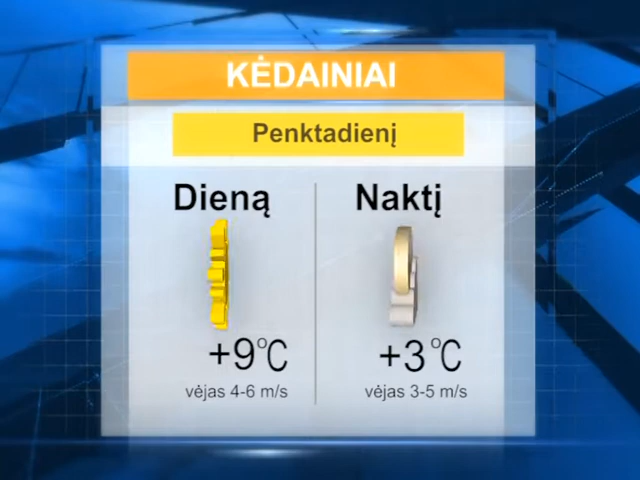 KĖDAINIAI
Penktadienį
Dieną
Naktį
+9°C
+3°C
vėjas 4-6 m/s
vėjas 3-5 m/s